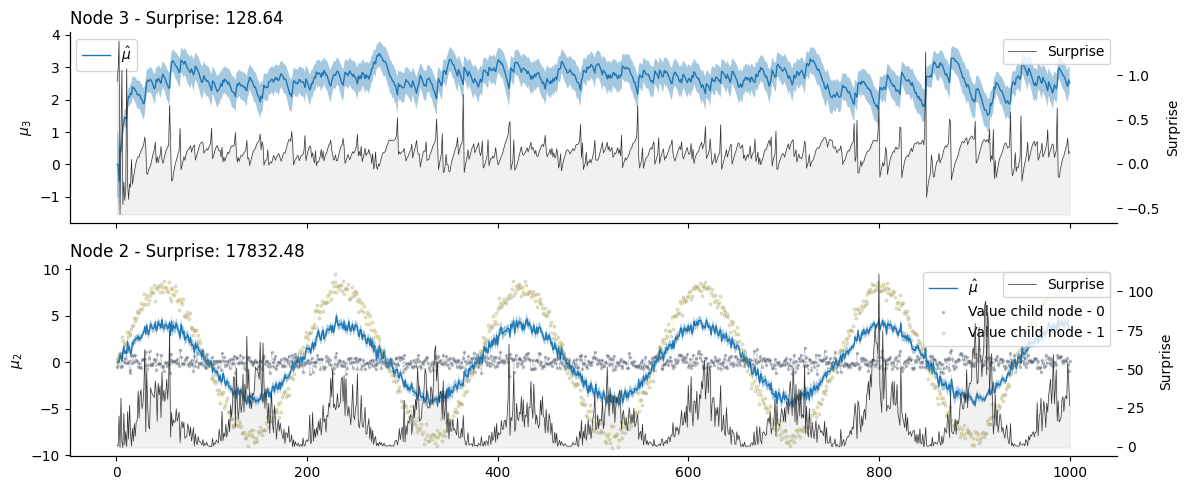 Node 3 - Surprise: 128.64
4
3
2
1
0
−1
μ3
μ̂
Surprise
1.0
0.5
0.0
−0.5
Surprise
Node 2 - Surprise: 17832.48
10
5
0
−5
−10
μ2
μ̂
Value child node - 0
Value child node - 1
Surprise
100
75
50
25
0
Surprise
0
200
400
600
800
1000